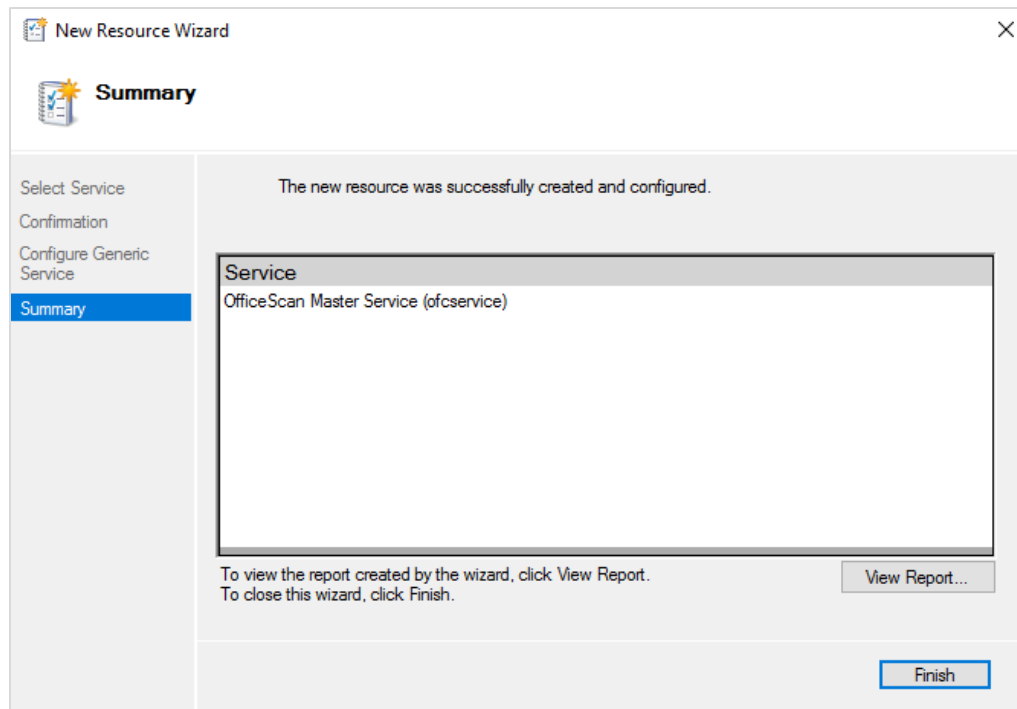 New Resource Wizard
Summary
Select Service
Confirmation
Configure Generic
Service
Summary
The new resource was successfully created and configured.
Service
OfficeScan Master Service (ofcservice)
To view the report created by the wizard, click View Report.
To close this wizard, click Finish.
View Report...
Finish